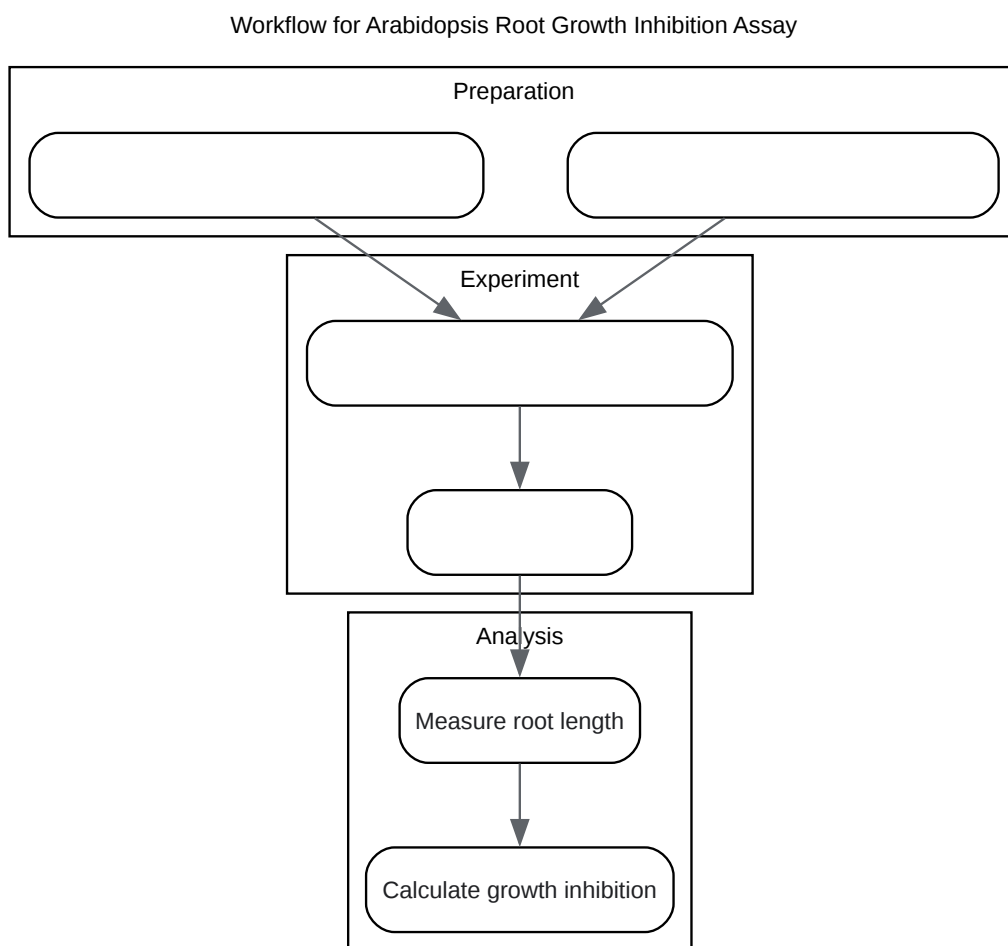 Workflow for Arabidopsis Root Growth Inhibition Assay
Preparation
Experiment
Analysis
Measure root length
Calculate growth inhibition